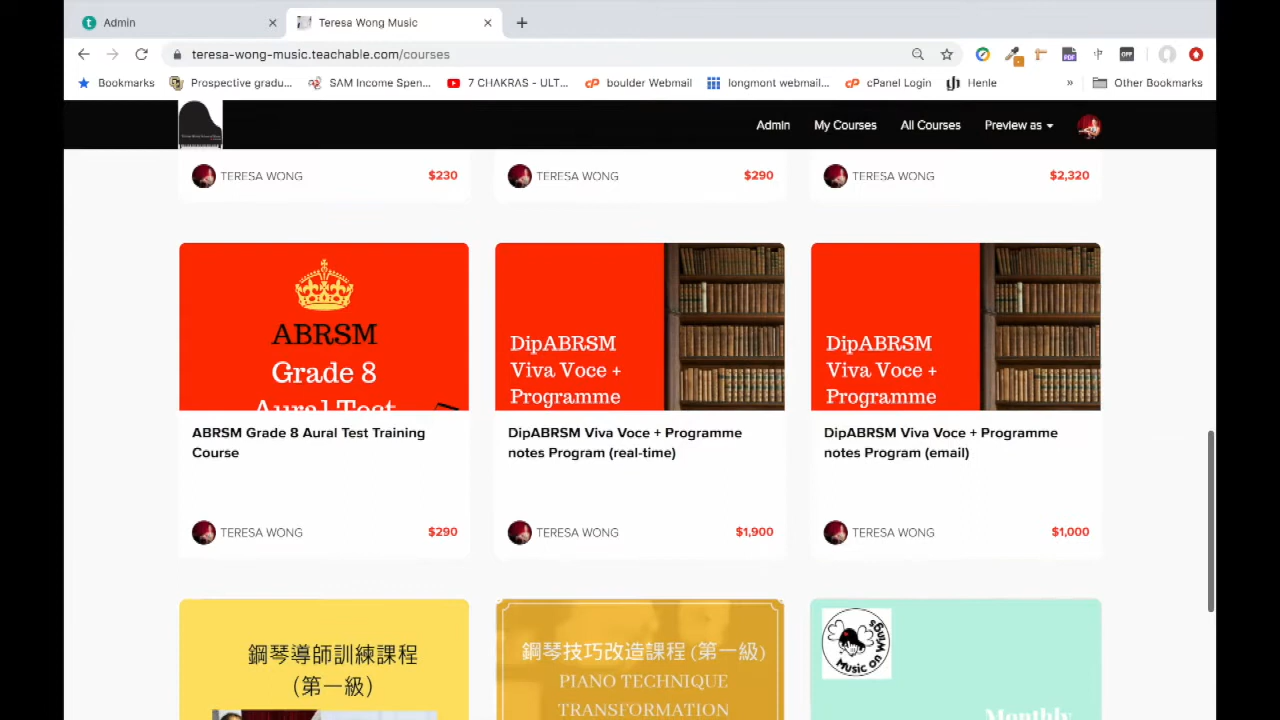 Admin
Teresa Wong Music
teresa-wong-music.teachable.com/courses
Bookmarks
Prospective gradu...
SAM Income Spen...
7 CHAKRAS - ULT...
boulder Webmail
longmont webmail...
cPanel Login
Henle
»
Other Bookmarks
Admin
My Courses
All Courses
Preview as
TERESA WONG
$230
TERESA WONG
$290
TERESA WONG
$2,320
ABRSM
Grade 8
Aural Test
DipABRSM
Viva Voce +
Programme
DipABRSM
Viva Voce +
Programme
ABRSM Grade 8 Aural Test Training
Course
DipABRSM Viva Voce + Programme
notes Program (real-time)
DipABRSM Viva Voce + Programme
notes Program (email)
TERESA WONG
$290
TERESA WONG
$1,900
TERESA WONG
$1,000
鋼琴導師訓練課程
(第一級)
鋼琴技巧改造課程 (第一級)
PIANO TECHNIQUE
TRANSFORMATION
Music on Wings
Monthly